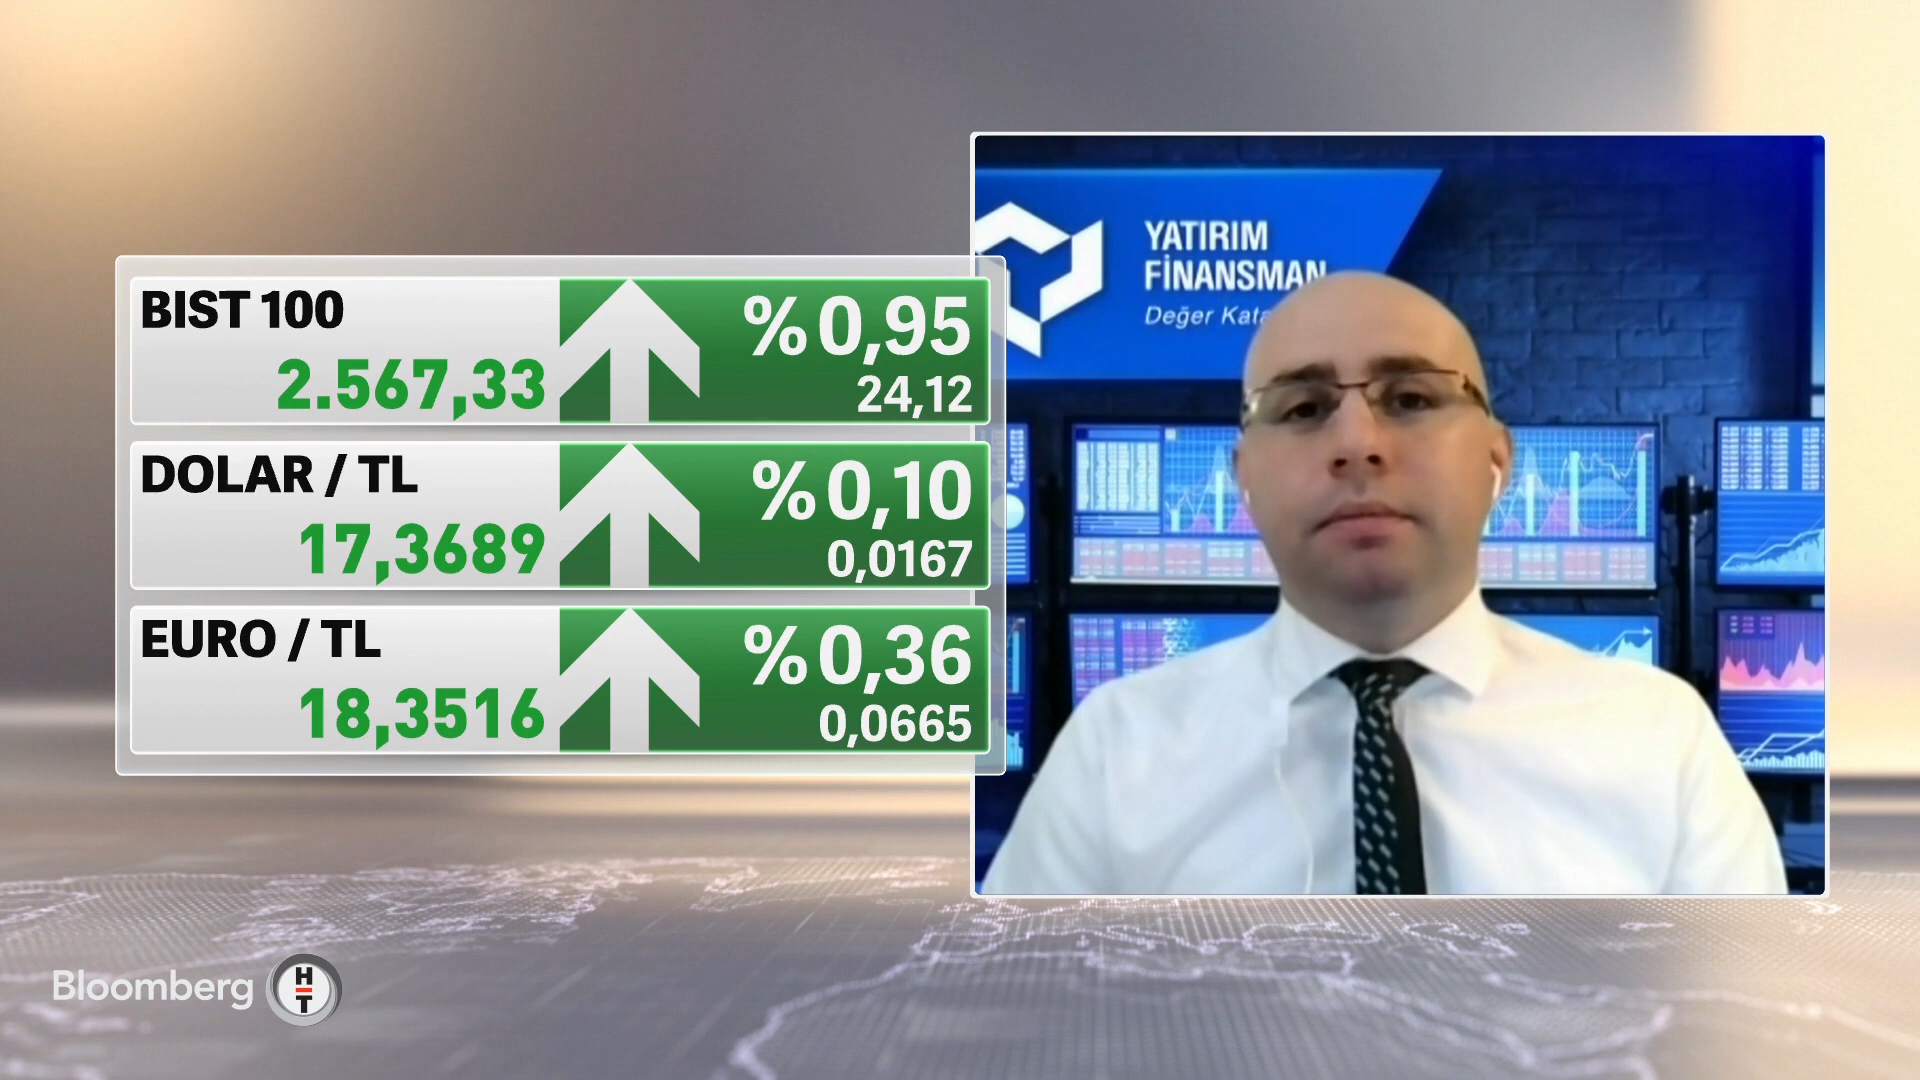 BIST 100
2.567,33
%0,95
24,12
DOLAR / TL
17,3689
%0,10
0,0167
EURO / TL
18,3516
%0,36
0,0665
YATIRIM
FİNANSMAN
Değer
Bloomberg
H
T